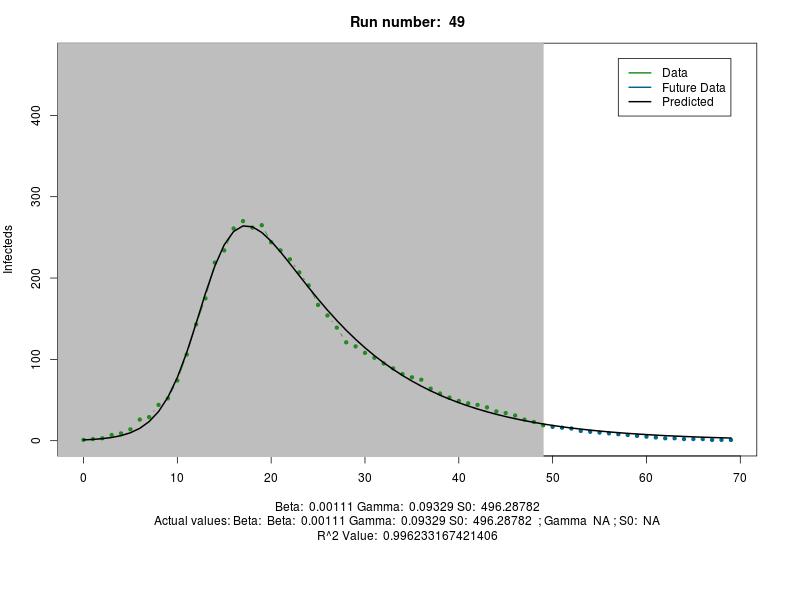 Run number:  49
Data
Future Data
Predicted
400
300
200
100
0
Infecteds
0 10 20 30 40 50 60 70
Beta:  0.00111 Gamma:  0.09329 S0:  496.28782
Actual values: Beta:  Beta:  0.00111 Gamma:  0.09329 S0:  496.28782  ; Gamma  NA ; S0:  NA
R^2 Value:  0.996233167421406